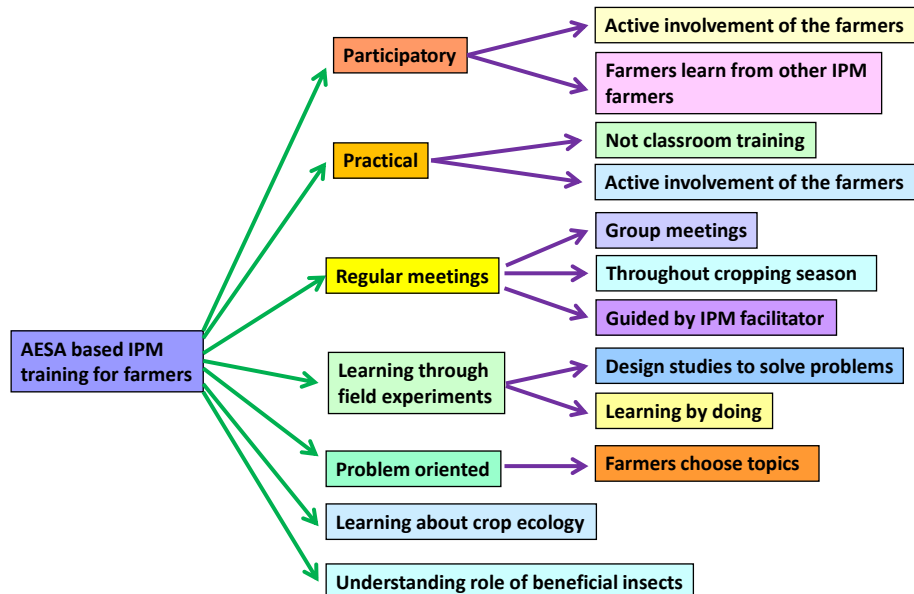 Active involvement of the farmers
Participatory
Farmers learn from other IPM
farmers
Not classroom training
Practical
Active involvement of the farmers
Group meetings
Regular meetings
Throughout cropping season
Guided by IPM facilitator
AESA based IPM
training for farmers
Learning through
field experiments
Design studies to solve problems
Learning by doing
Problem oriented
Farmers choose topics
Learning about crop ecology
Understanding role of beneficial insects